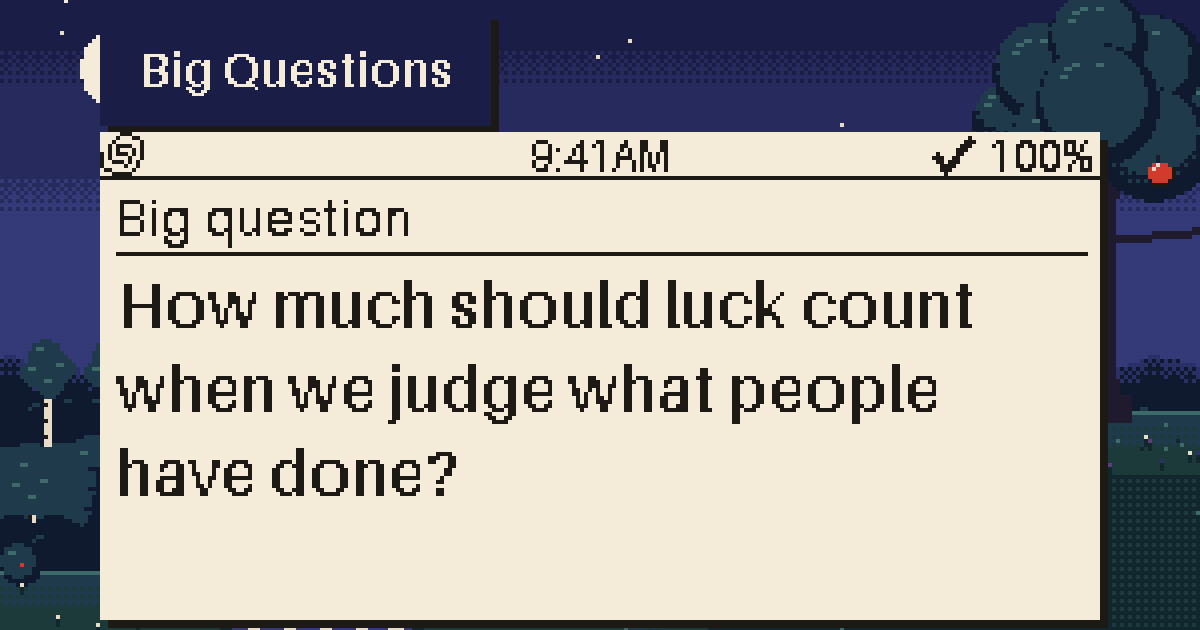 Big Questions
9:41AM
100%
Big question
How much should luck count
when we judge what people
have done?